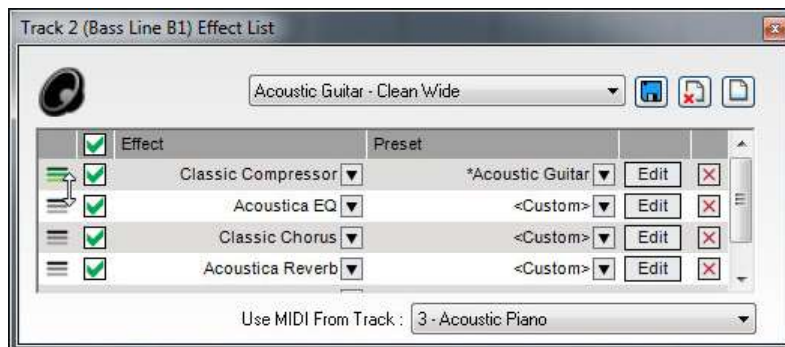 Track 2 (Bass Line B1) Effect List
Acoustic Guitar - Clean Wide
Effect Preset
Classic Compressor *Acoustic Guitar Edit
Acoustica EQ <Custom> Edit
Classic Chorus <Custom> Edit
Acoustica Reverb <Custom> Edit
Use MIDI From Track : 3 - Acoustic Piano